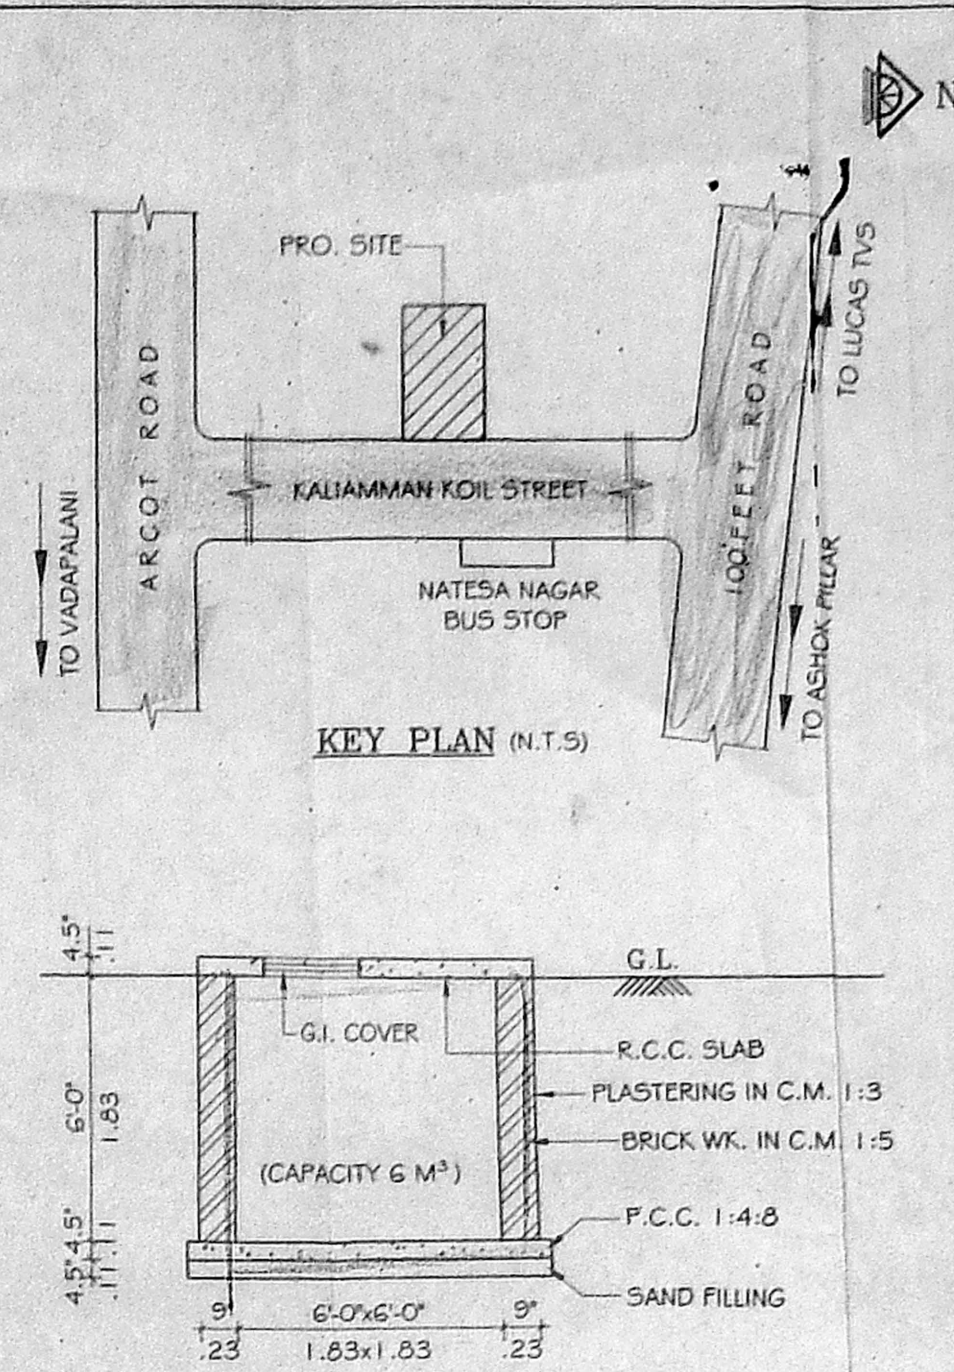 N
PRO. SITE
TO LUCAS TVS
ARCOT ROAD
100 FEET ROAD
KALIAMMAN KOIL STREET
TO VADAPALANI
NATESA NAGAR
BUS STOP
TO ASHOK PILLAR
KEY PLAN (N.T.S)
4.5"
.11
G.L.
G.I. COVER
R.C.C. SLAB
PLASTERING IN C.M. 1:3
6'-0"
1.83
BRICK WK. IN C.M. 1:5
(CAPACITY 6 M³)
4.5"
.11
P.C.C. 1:4:8
4.5"
.11
SAND FILLING
9" 6'-0"x6'-0" 9"
.23 1.83x1.83 .23